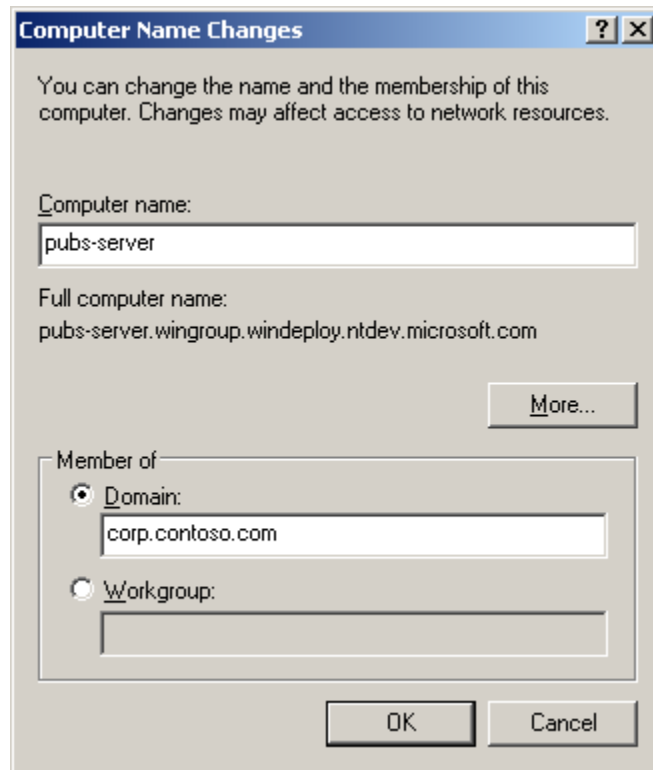 Computer Name Changes
You can change the name and the membership of this
computer. Changes may affect access to network resources.
Computer name:
pubs-server
Full computer name:
pubs-server.wingroup.windeploy.ntdev.microsoft.com
More...
Member of
Domain:
corp.contoso.com
Workgroup:
OK Cancel